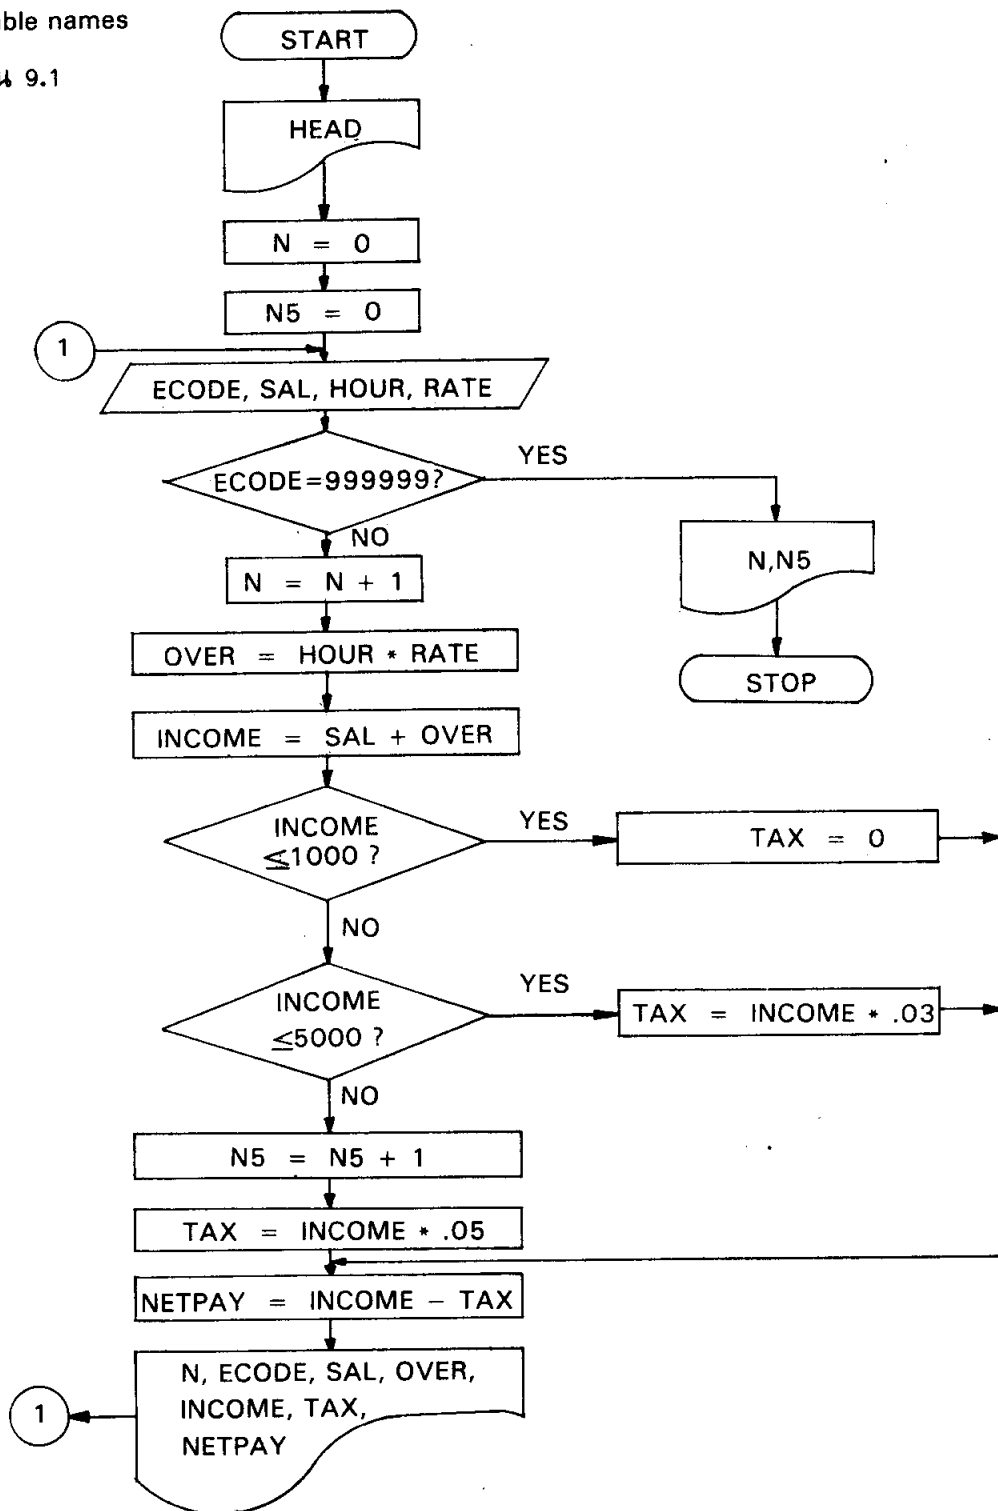 START
9.1
HEAD
N = 0
N5 = 0
1
ECODE, SAL, HOUR, RATE
YES
ECODE=999999?
NO
N,N5
N = N + 1
OVER = HOUR * RATE
STOP
INCOME = SAL + OVER
INCOME
≤1000 ?
YES
TAX = 0
NO
INCOME
≤5000 ?
YES
TAX = INCOME * .03
NO
N5 = N5 + 1
TAX = INCOME * .05
NETPAY = INCOME – TAX
N, ECODE, SAL, OVER,
INCOME, TAX,
NETPAY
1